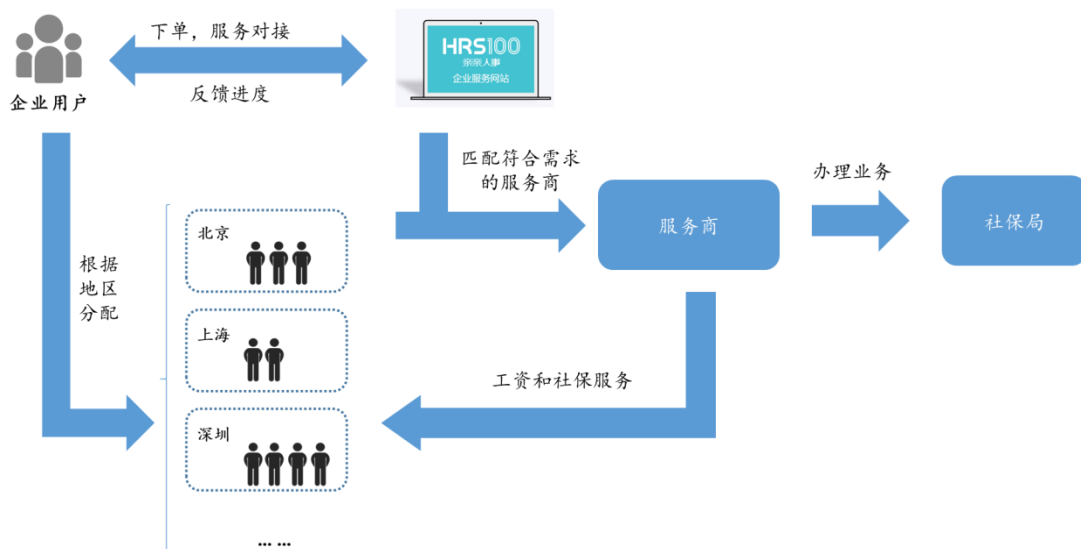 下单，服务对接
HRS100
亲亲人事
企业服务网站
反馈进度
企业用户
匹配符合需求
的服务商
办理业务
服务商
社保局
根据
地区
分配
北京
上海
深圳
工资和社保服务
... ...